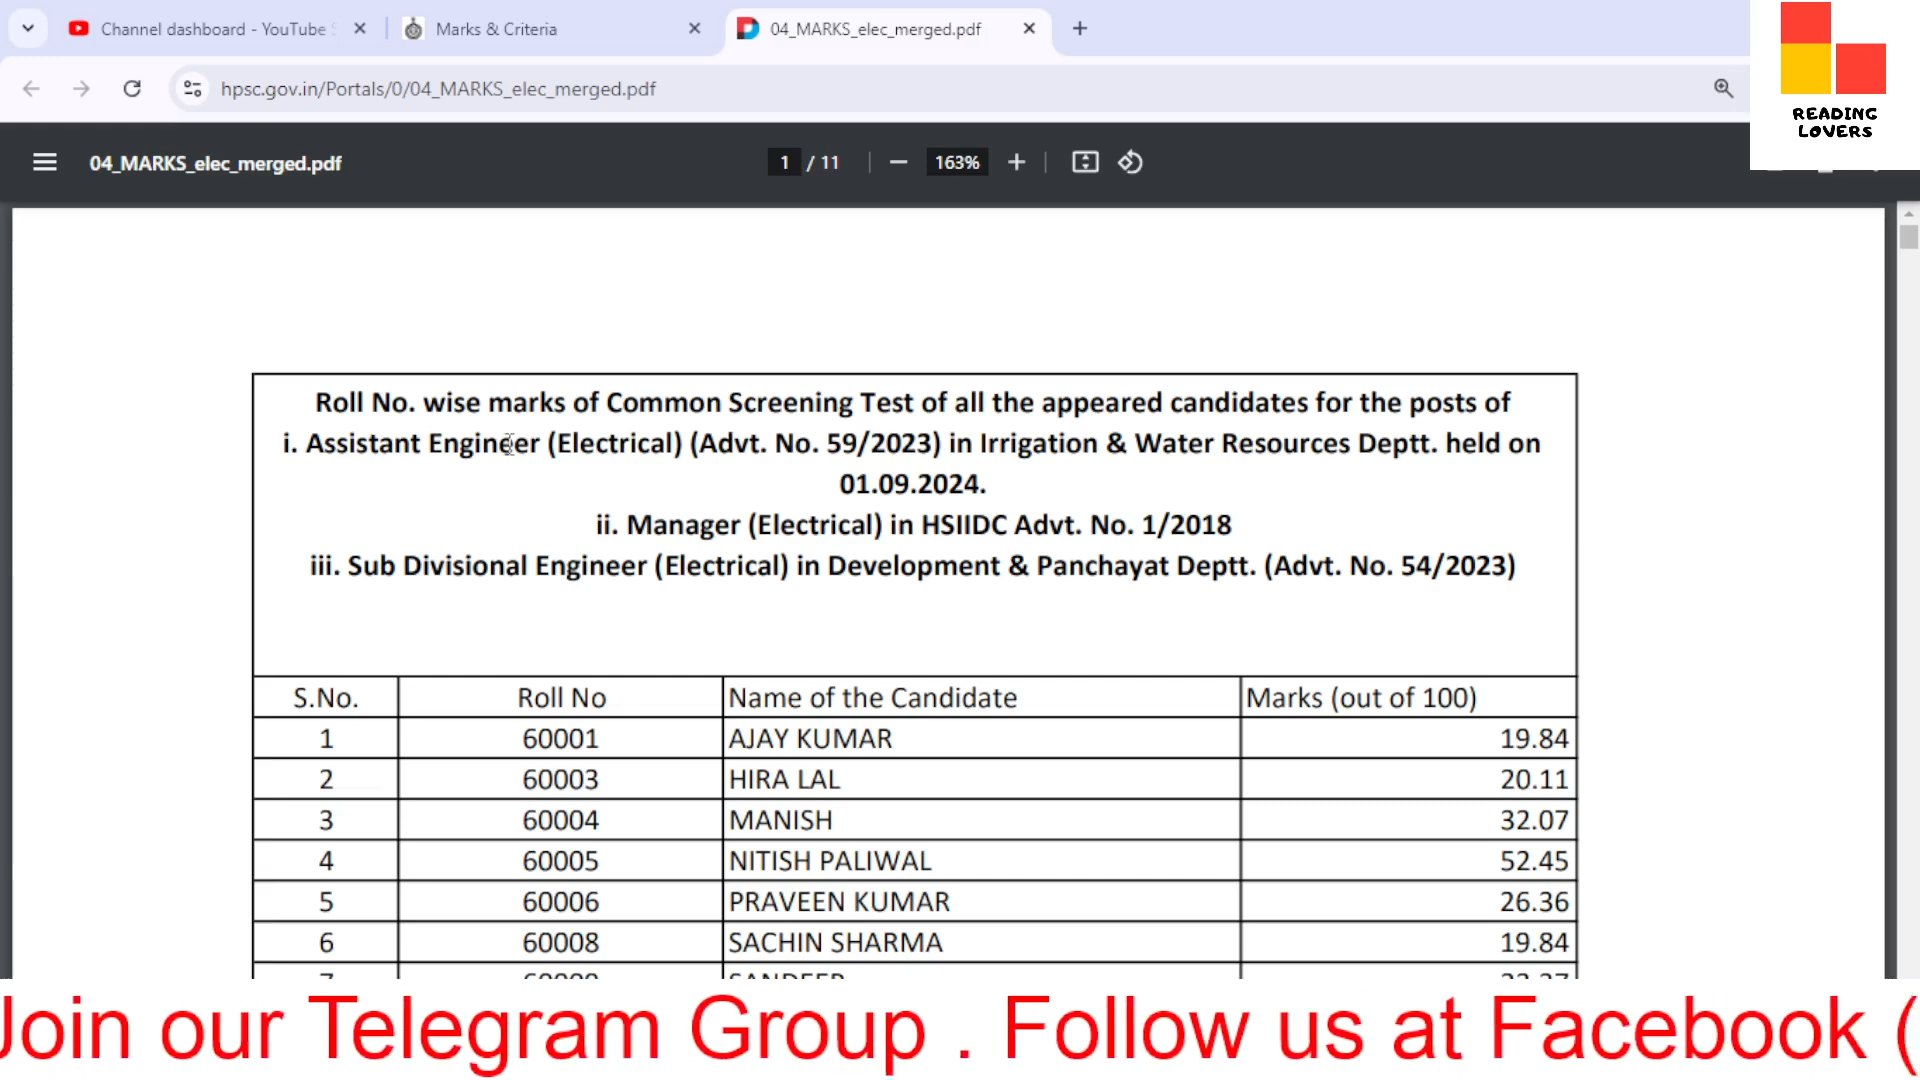 Channel dashboard - YouTube
Marks & Criteria
04_MARKS_elec_merged.pdf
hpsc.gov.in/Portals/0/04_MARKS_elec_merged.pdf
READING
LOVERS
04_MARKS_elec_merged.pdf
1 / 11
163%
Roll No. wise marks of Common Screening Test of all the appeared candidates for the posts of
i. Assistant Engineer (Electrical) (Advt. No. 59/2023) in Irrigation & Water Resources Deptt. held on
01.09.2024.
ii. Manager (Electrical) in HSIIDC Advt. No. 1/2018
iii. Sub Divisional Engineer (Electrical) in Development & Panchayat Deptt. (Advt. No. 54/2023)
S.No. Roll No Name of the Candidate Marks (out of 100)
1 60001 AJAY KUMAR 19.84
2 60003 HIRA LAL 20.11
3 60004 MANISH 32.07
4 60005 NITISH PALIWAL 52.45
5 60006 PRAVEEN KUMAR 26.36
6 60008 SACHIN SHARMA 19.84
Join our Telegram Group . Follow us at Facebook (